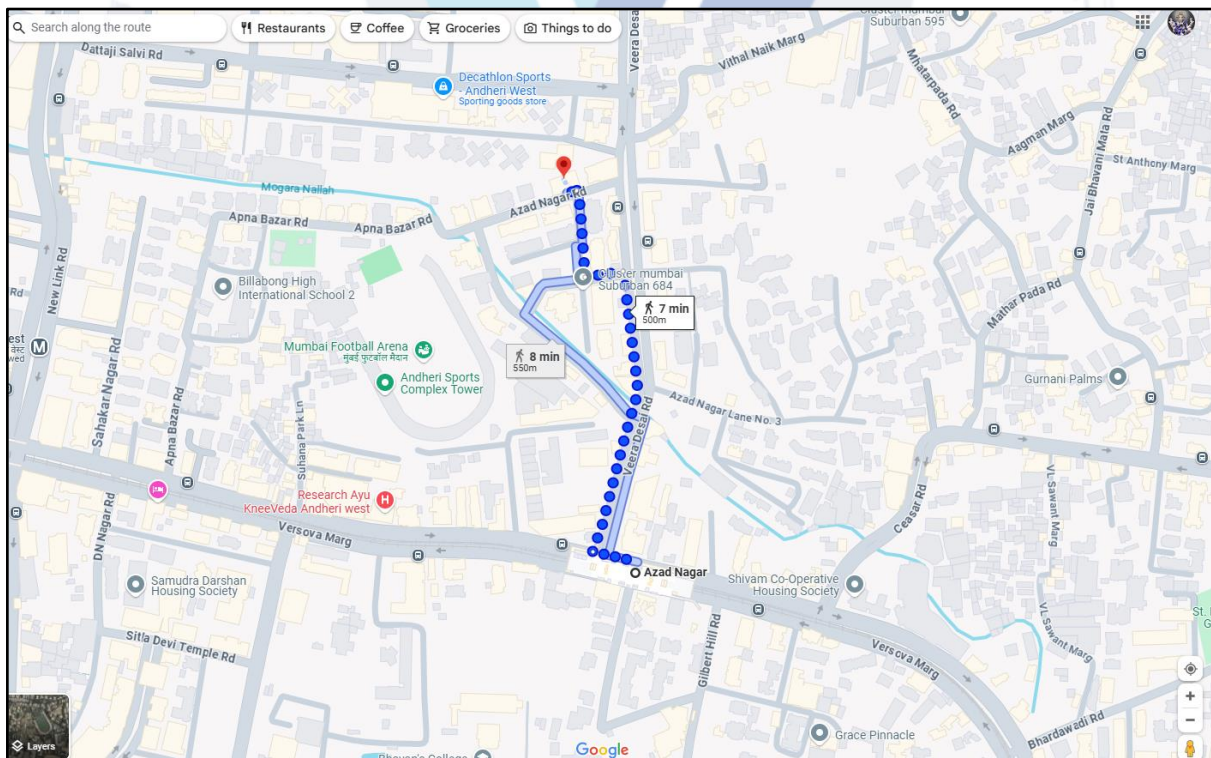 Search along the route
Restaurants
Coffee
Groceries
Things to do
Suburban 595
Dattaji Salvi Rd
Veera Desai
Vithal Naik Marg
Mhatarpada Rd
Decathlon Sports
- Andheri West
Sporting goods store
Aagman Marg
Jai Bhavani Mata Rd
St Anthony Marg
Mogara Nallah
Azad Nagar Rd
Apna Bazar Rd
Apna Bazar Rd
New Link Rd
Rd
Billabong High
International School 2
Cluster mumbai
Suburban 684
7 min
500m
Mathar Pada Rd
M
Mumbai Football Arena
मुंबई फुटबॉल मैदान
8 min
550m
Andheri Sports
Complex Tower
Gurnani Palms
Sahakar Nagar Rd
Apna Bazar Rd
Suhana Park Ln
Azad Nagar Lane No. 3
Veera Desai Rd
Research Ayu
KneeVeda Andheri west
H
Ceasar Rd
VL Sawant Marg
DN Nagar Rd
Versova Marg
Azad Nagar
Samudra Darshan
Housing Society
Shivam Co-Operative
Housing Society
Gilbert Hill Rd
VL Sawant Marg
Sitla Devi Temple Rd
Versova Marg
Layers
Google
Grace Pinnacle
Bhardawadi Rd